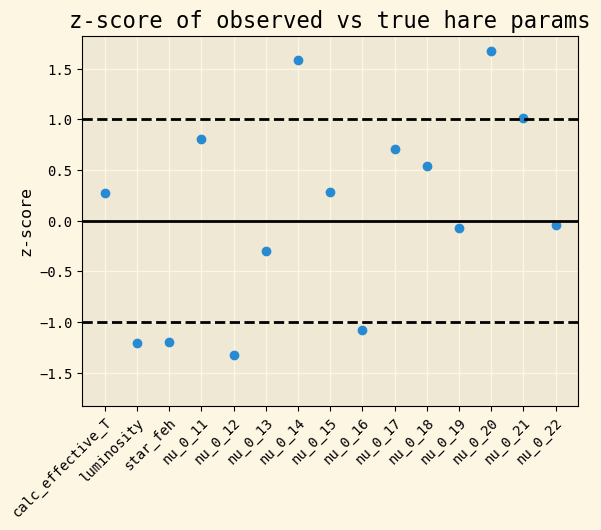 z-score of observed vs true hare params
z-score
1.5
1.0
0.5
0.0
−0.5
−1.0
−1.5
calc_effective_T
luminosity
star_feh
nu_0_11
nu_0_12
nu_0_13
nu_0_14
nu_0_15
nu_0_16
nu_0_17
nu_0_18
nu_0_19
nu_0_20
nu_0_21
nu_0_22